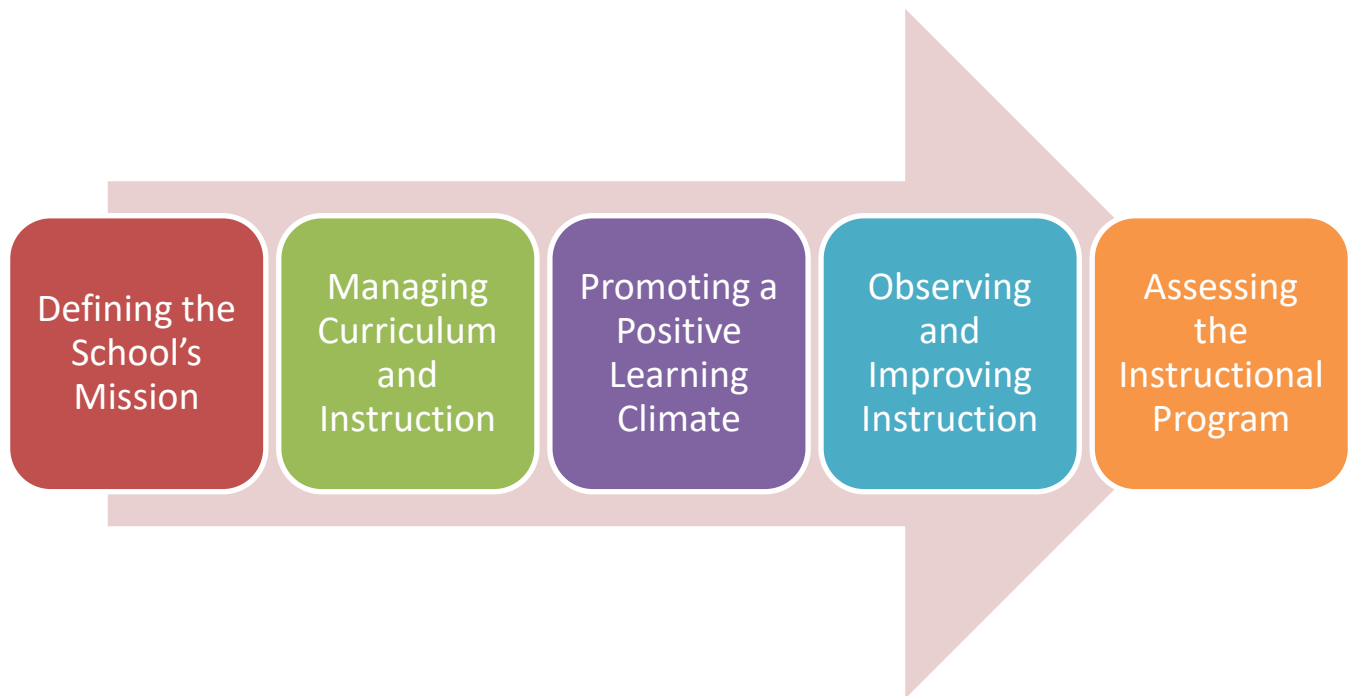 Defining the
School’s
Mission
Managing
Curriculum
and
Instruction
Promoting a
Positive
Learning
Climate
Observing
and
Improving
Instruction
Assessing
the
Instructional
Program